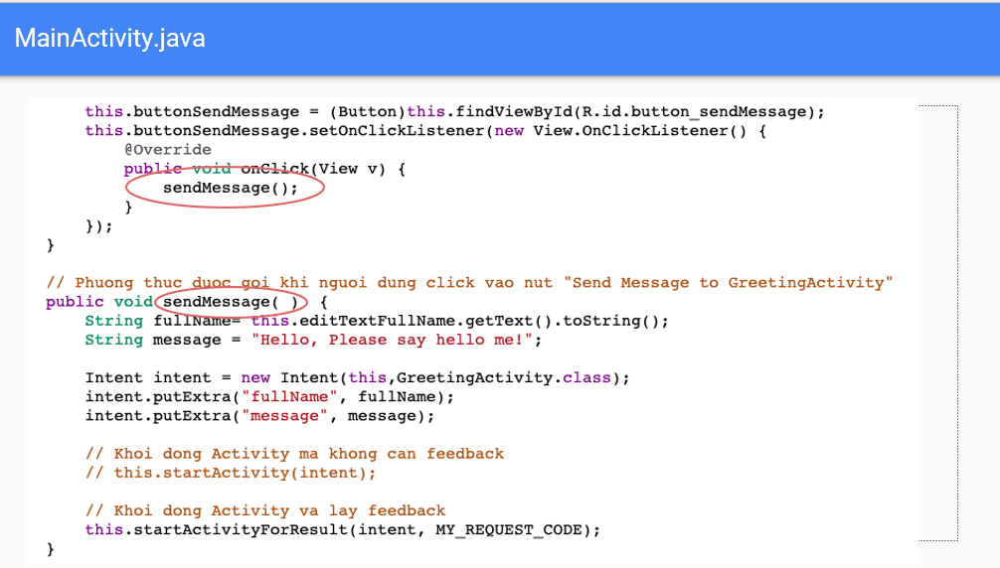 MainActivity.java
this.buttonSendMessage = (Button)this.findViewById(R.id.button_sendMessage);
this.buttonSendMessage.setOnClickListener(new View.OnClickListener() {
@Override
public void onClick(View v) {
sendMessage();
}
});
}
// Phuong thuc duoc goi khi nguoi dung click vao nut "Send Message to GreetingActivity"
public void sendMessage( ) {
String fullName= this.editTextFullName.getText().toString();
String message = "Hello, Please say hello me!";
Intent intent = new Intent(this,GreetingActivity.class);
intent.putExtra("fullName", fullName);
intent.putExtra("message", message);
// Khoi dong Activity ma khong can feedback
// this.startActivity(intent);
// Khoi dong Activity va lay feedback
this.startActivityForResult(intent, MY_REQUEST_CODE);
}